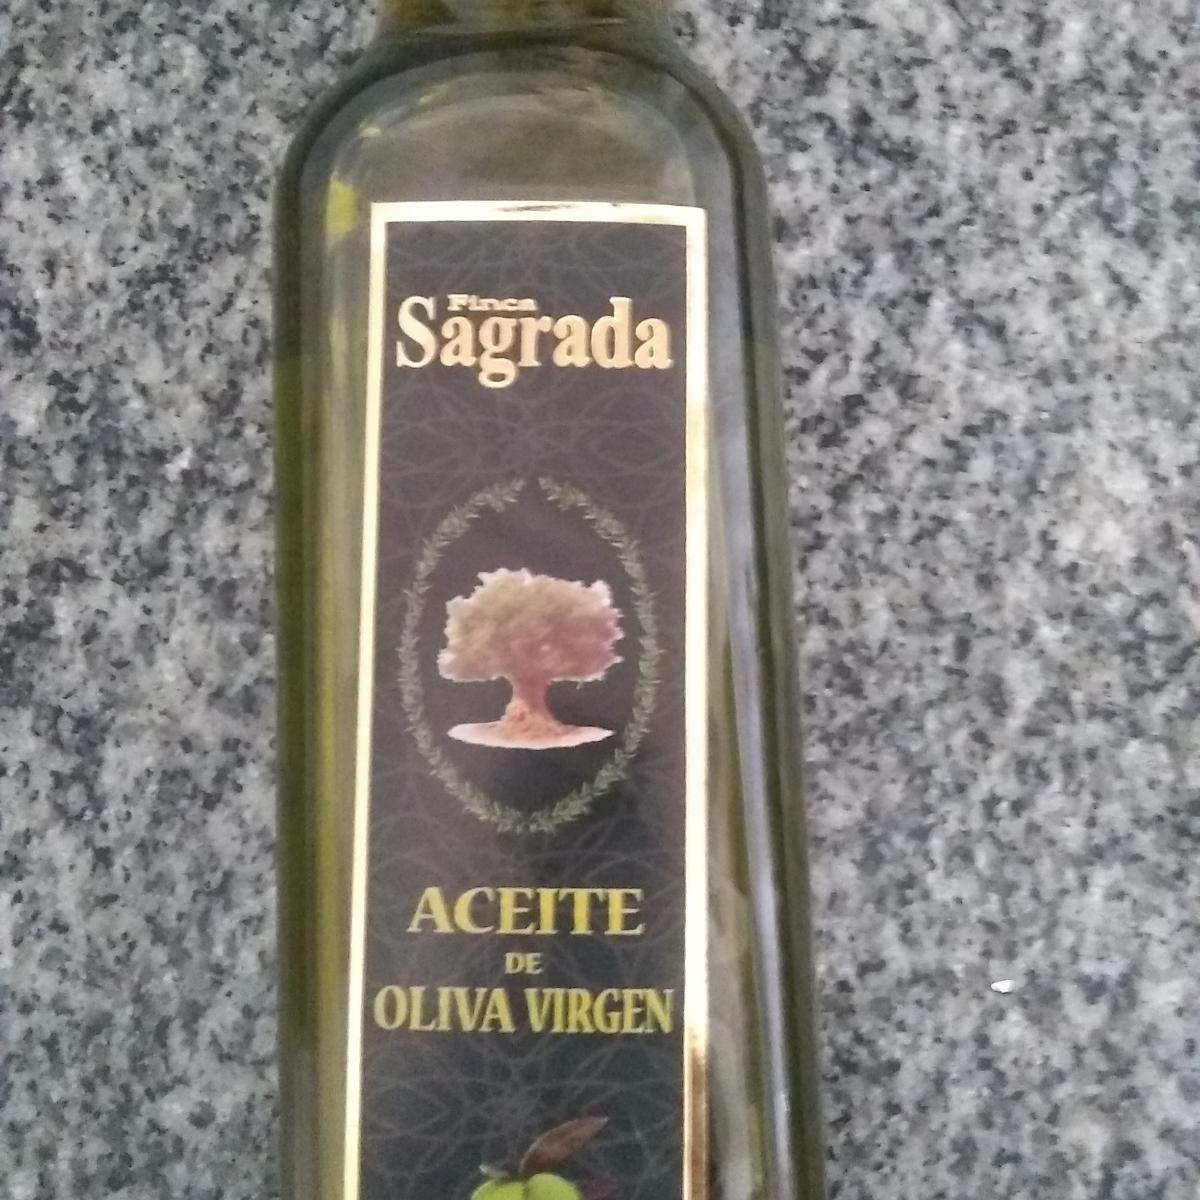 Finca
Sagrada
ACEITE
DE
OLIVA VIRGEN